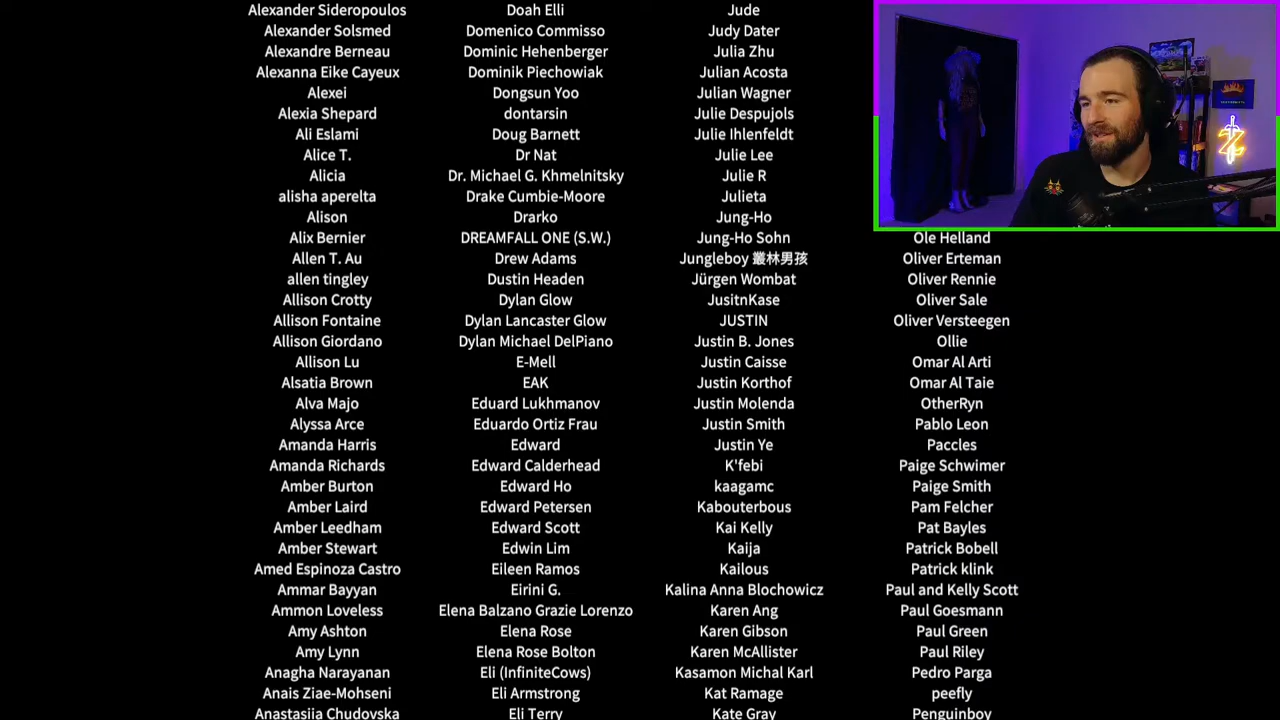 Alexander Sideropoulos
Alexander Solsmed
Alexandre Berneau
Alexanna Eike Cayeux
Alexei
Alexia Shepard
Ali Eslami
Alice T.
Alicia
alisha aperelta
Alison
Alix Bernier
Allen T. Au
allen tingley
Allison Crotty
Allison Fontaine
Allison Giordano
Allison Lu
Alsatia Brown
Alva Majo
Alyssa Arce
Amanda Harris
Amanda Richards
Amber Burton
Amber Laird
Amber Leedham
Amber Stewart
Amed Espinoza Castro
Ammar Bayyan
Ammon Loveless
Amy Ashton
Amy Lynn
Anagha Narayanan
Anais Ziae-Mohseni
Anastasiia Chudovska
Doah Elli
Domenico Commisso
Dominic Hehenberger
Dominik Piechowiak
Dongsun Yoo
dontarsin
Doug Barnett
Dr Nat
Dr. Michael G. Khmelnitsky
Drake Cumbie-Moore
Drarko
DREAMFALL ONE (S.W.)
Drew Adams
Dustin Headen
Dylan Glow
Dylan Lancaster Glow
Dylan Michael DelPiano
E-Mell
EAK
Eduard Lukhmanov
Eduardo Ortiz Frau
Edward
Edward Calderhead
Edward Ho
Edward Petersen
Edward Scott
Edwin Lim
Eileen Ramos
Eirini G.
Elena Balzano Grazie Lorenzo
Elena Rose
Elena Rose Bolton
Eli (InfiniteCows)
Eli Armstrong
Eli Terry
Jude
Judy Dater
Julia Zhu
Julian Acosta
Julian Wagner
Julie Despujols
Julie Ihlenfeldt
Julie Lee
Julie R
Julieta
Jung-Ho
Jung-Ho Sohn
Jungleboy 叢林男孩
Jürgen Wombat
JusitnKase
JUSTIN
Justin B. Jones
Justin Caisse
Justin Korthof
Justin Molenda
Justin Smith
Justin Ye
K'febi
kaagamc
Kabouterbous
Kai Kelly
Kaija
Kailous
Kalina Anna Blochowicz
Karen Ang
Karen Gibson
Karen McAllister
Kasamon Michal Karl
Kat Ramage
Kate Gray
Ole Helland
Oliver Erteman
Oliver Rennie
Oliver Sale
Oliver Versteegen
Ollie
Omar Al Arti
Omar Al Taie
OtherRyn
Pablo Leon
Paccles
Paige Schwimer
Paige Smith
Pam Felcher
Pat Bayles
Patrick Bobell
Patrick klink
Paul and Kelly Scott
Paul Goesmann
Paul Green
Paul Riley
Pedro Parga
peefly
Penguinboy